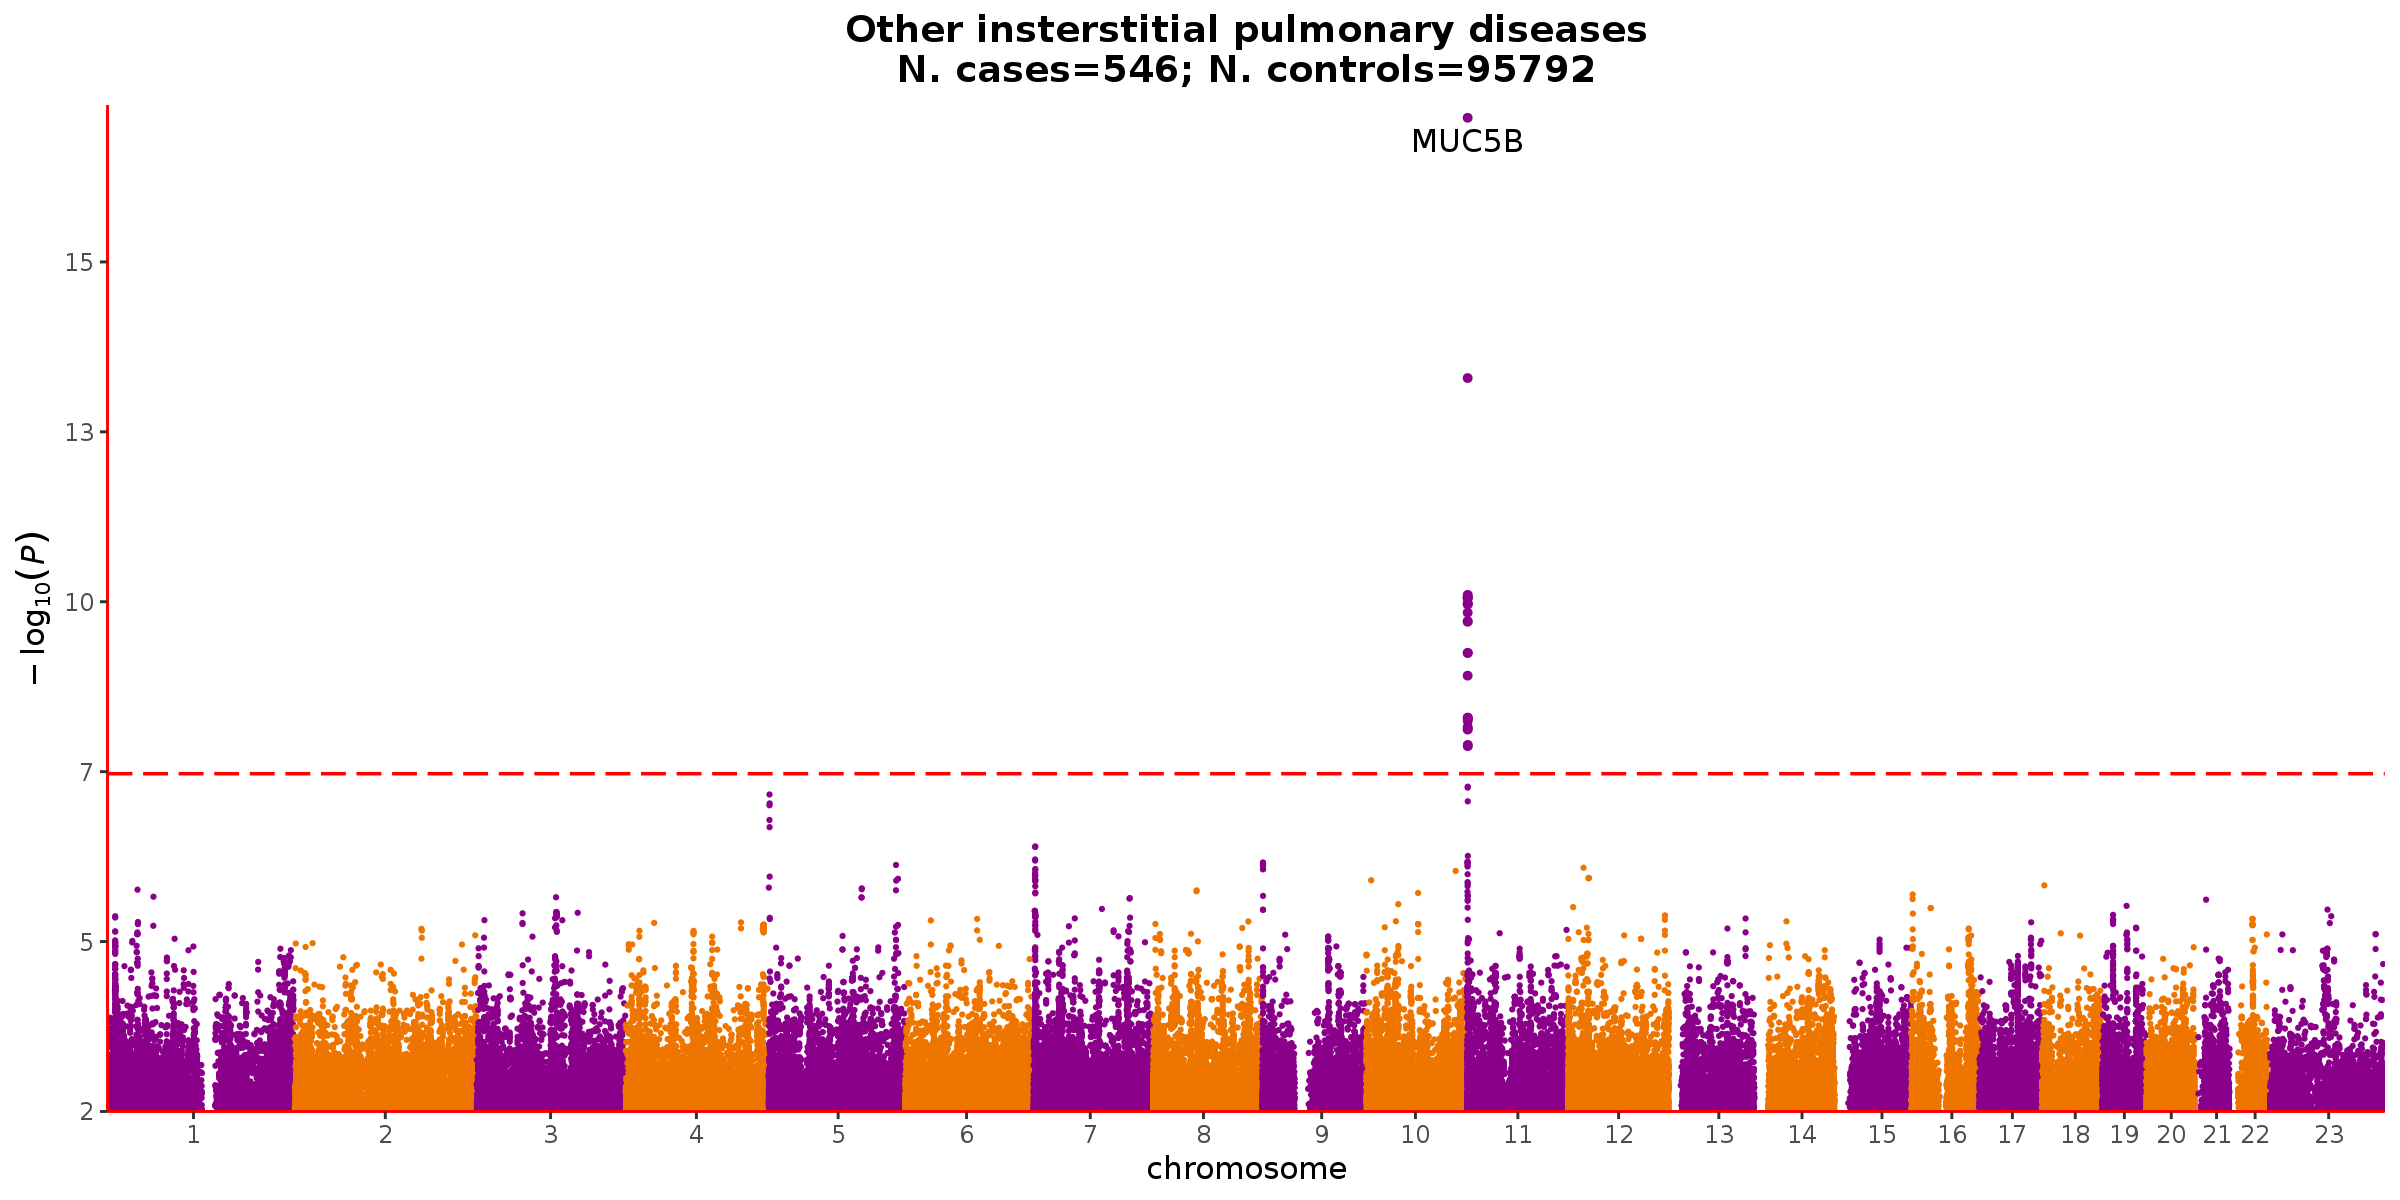 Other insterstitial pulmonary diseases
N. cases=546; N. controls=95792
MUC5B
15
13
10
7
5
2
−log₁₀(P)
1 2 3 4 5 6 7 8 9 10 11 12 13 14 15 16 17 18 19 20 21 22 23
chromosome